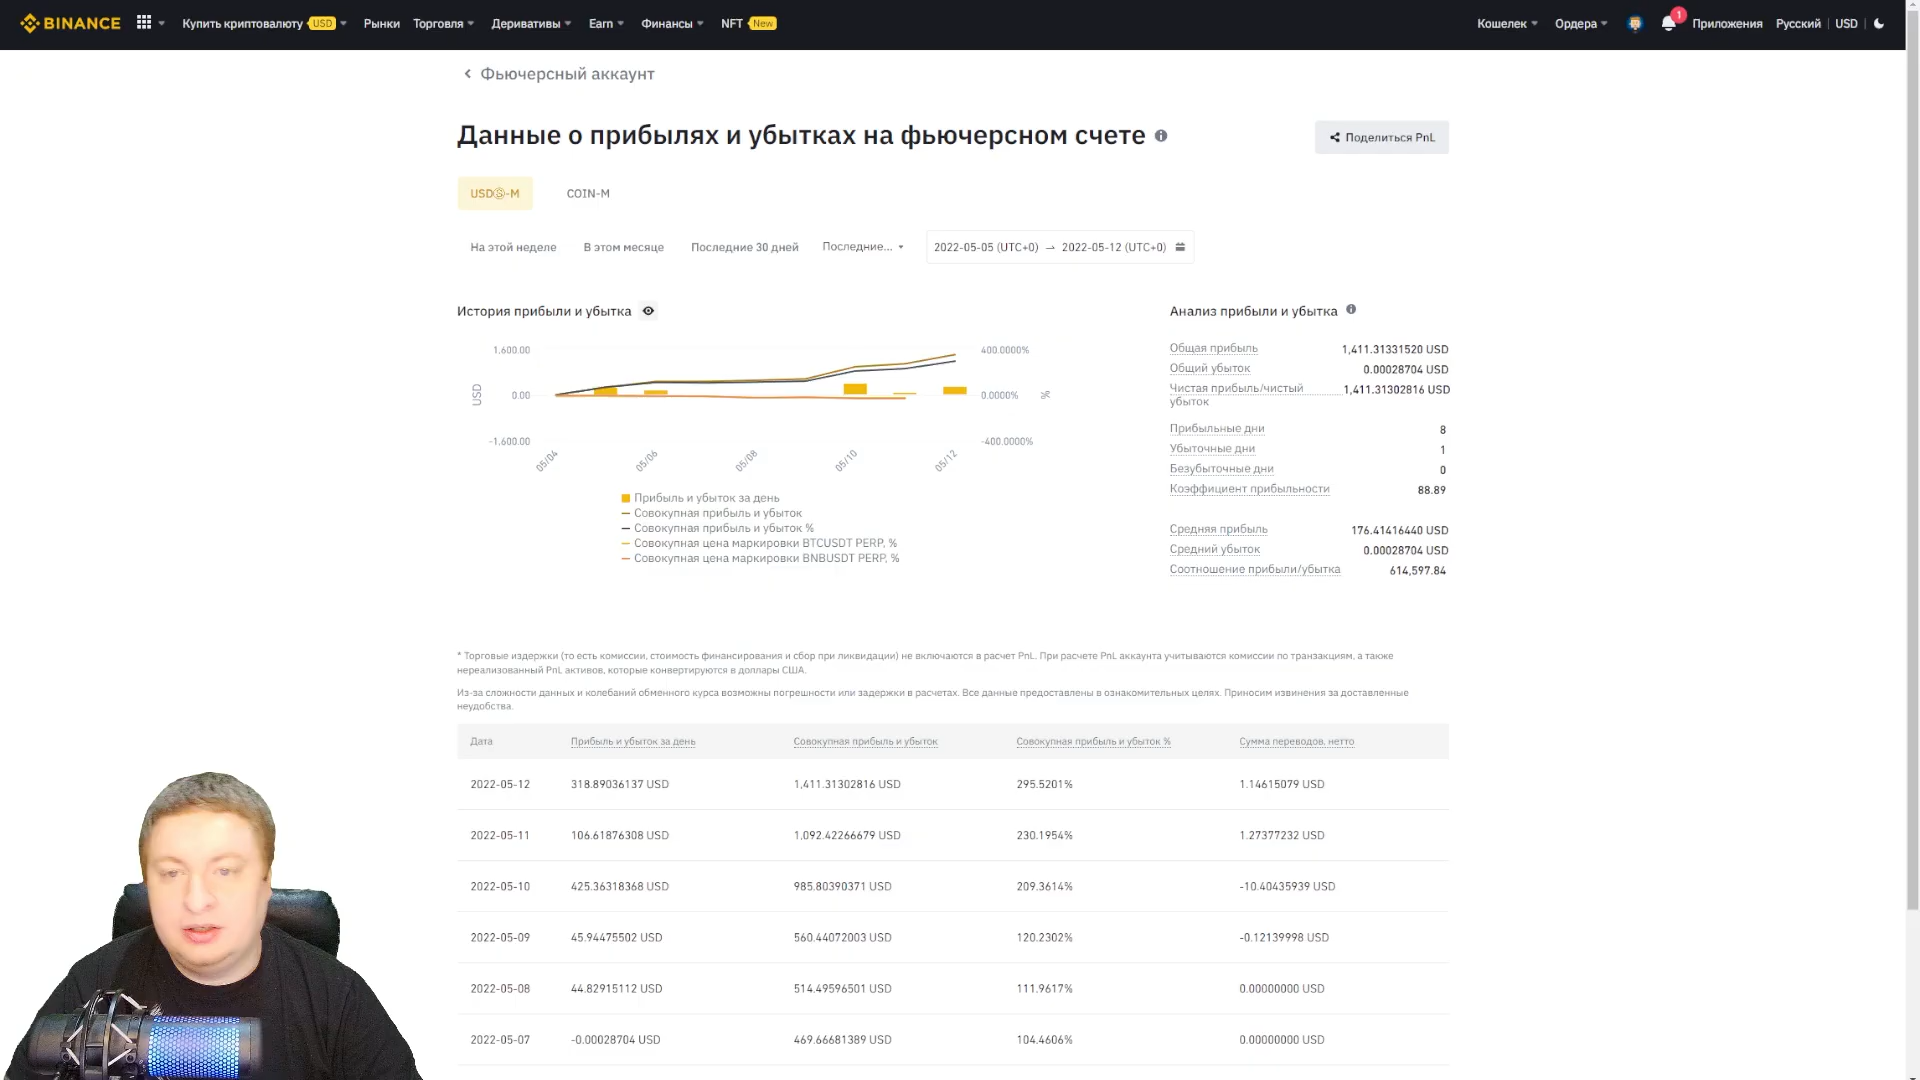 BINANCE Купить криптовалюту USD Рынки Торговля Деривативы Earn Финансы NFT New Кошелек Ордера 1 Приложения Русский USD
Фьючерсный аккаунт
Данные о прибылях и убытках на фьючерсном счете
Поделиться PnL
USDⓈ-M COIN-M
На этой неделе В этом месяце Последние 30 дней Последние... 2022-05-05 (UTC+0) → 2022-05-12 (UTC+0)
История прибыли и убытка
1,600.00 400.0000%
USD 0.00 0.0000% %
-1,600.00 -400.0000%
05/04 05/06 05/08 05/10 05/12
Прибыль и убыток за день
Совокупная прибыль и убыток
Совокупная прибыль и убыток %
Совокупная цена маркировки BTCUSDT PERP, %
Совокупная цена маркировки BNBUSDT PERP, %
Анализ прибыли и убытка
Общая прибыль 1,411.31331520 USD
Общий убыток 0.00028704 USD
Чистая прибыль/чистый 1,411.31302816 USD
убыток
Прибыльные дни 8
Убыточные дни 1
Безубыточные дни 0
Коэффициент прибыльности 88.89
Средняя прибыль 176.41416440 USD
Средний убыток 0.00028704 USD
Соотношение прибыли/убытка 614,597.84
* Торговые издержки (то есть комиссии, стоимость финансирования и сбор при ликвидации) не включаются в расчет PnL. При расчете PnL аккаунта учитываются комиссии по транзакциям, а также
нереализованный PnL активов, которые конвертируются в доллары США.
Из-за сложности данных и колебаний обменного курса возможны погрешности или задержки в расчетах. Все данные предоставлены в ознакомительных целях. Приносим извинения за доставленные
неудобства.
Дата Прибыль и убыток за день Совокупная прибыль и убыток Совокупная прибыль и убыток % Сумма переводов, нетто
2022-05-12 318.89036137 USD 1,411.31302816 USD 295.5201% 1.14615079 USD
2022-05-11 106.61876308 USD 1,092.42266679 USD 230.1954% 1.27377232 USD
2022-05-10 425.36318368 USD 985.80390371 USD 209.3614% -10.40435939 USD
2022-05-09 45.94475502 USD 560.44072003 USD 120.2302% -0.12139998 USD
2022-05-08 44.82915112 USD 514.49596501 USD 111.9617% 0.00000000 USD
2022-05-07 -0.00028704 USD 469.66681389 USD 104.4606% 0.00000000 USD